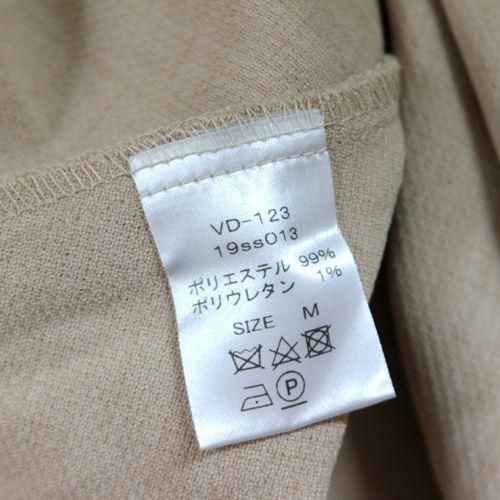 VD-123
19ss013
ポリエステル 99%
ポリウレタン 1%
SIZE M
P